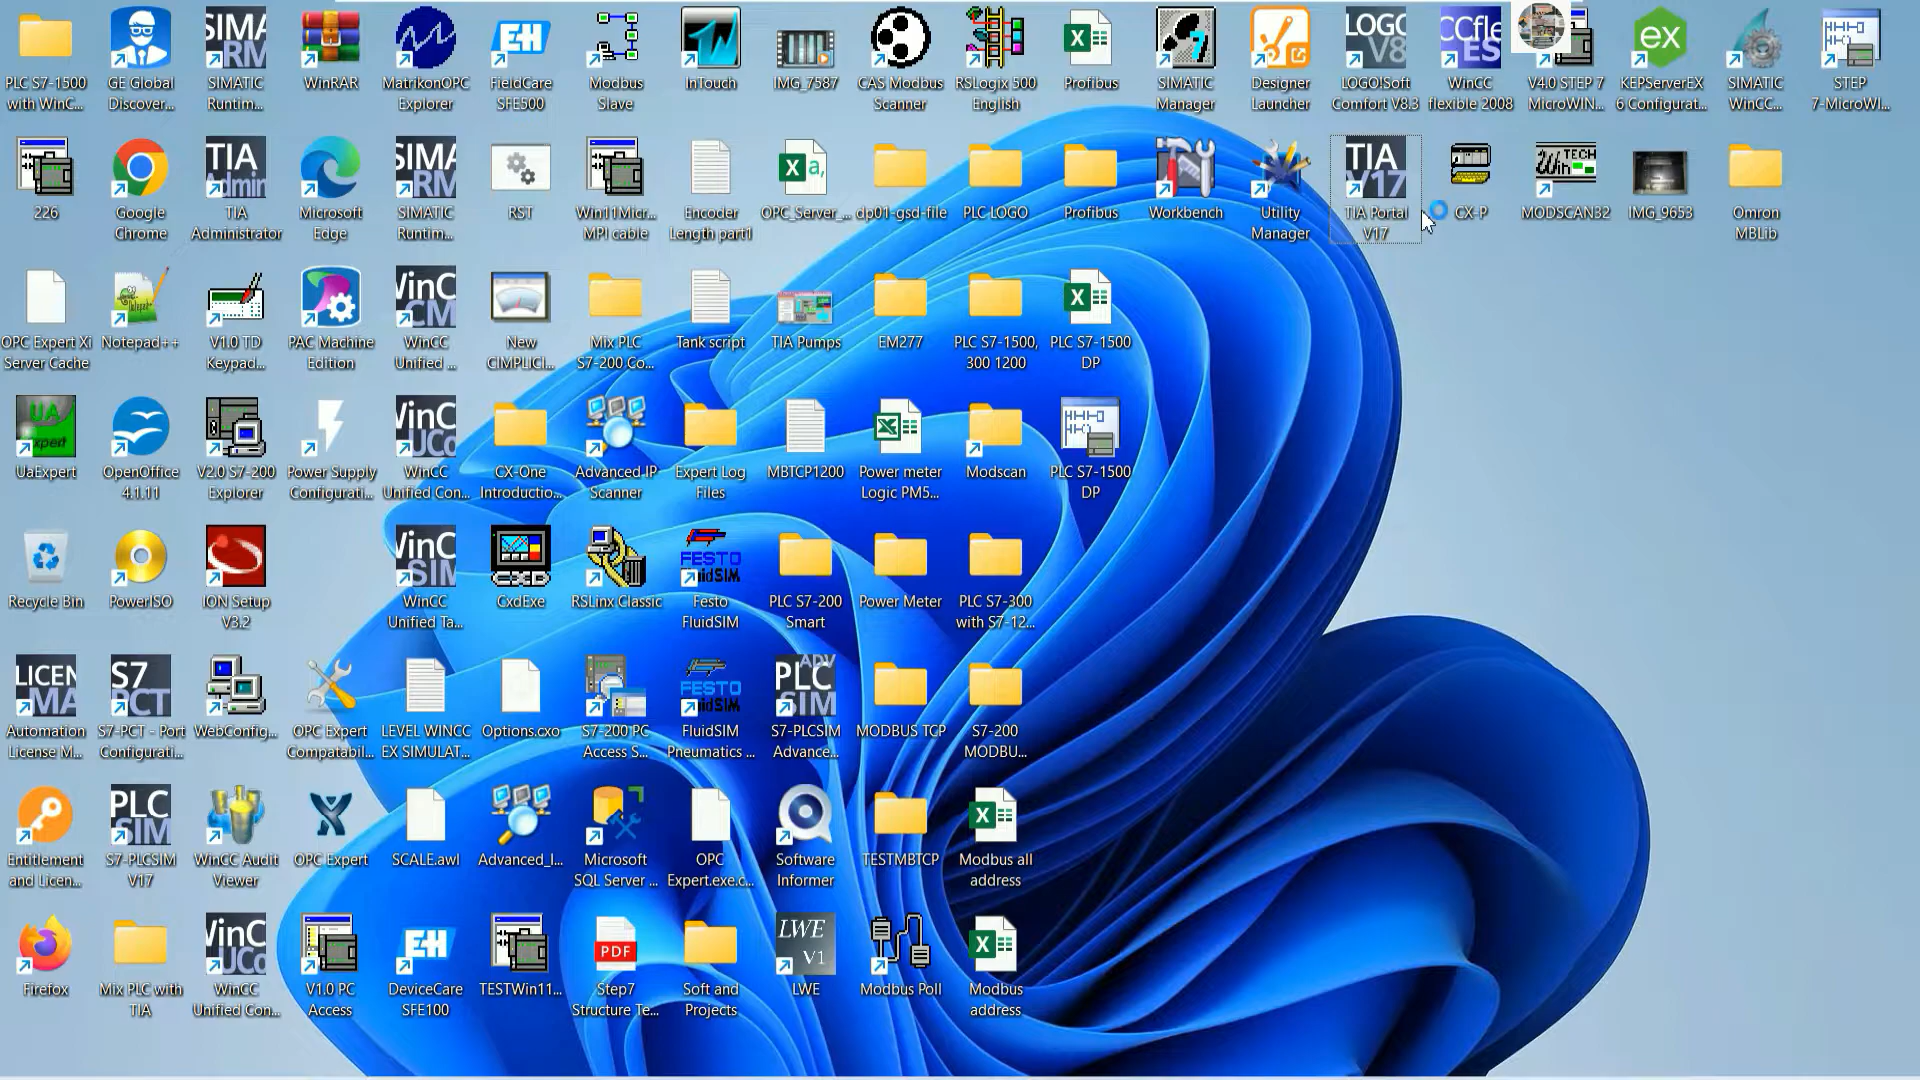 PLC S7-1500
with WinC...
GE Global
Discover...
SIMATIC
Runtim...
WinRAR
MatrikonOPC
Explorer
FieldCare
SFE500
Modbus
Slave
InTouch
IMG_7587
CAS Modbus
Scanner
RSLogix 500
English
Profibus
SIMATIC
Manager
Designer
Launcher
LOGO!Soft
Comfort V8.3
WinCC
flexible 2008
V4.0 STEP 7
MicroWIN...
KEPServerEX
6 Configurat...
SIMATIC
WinCC...
STEP
7-MicroWI...
226
Google
Chrome
TIA
Administrator
Microsoft
Edge
SIMATIC
Runtim...
RST
Win11Micr...
MPI cable
Encoder
Length part1
OPC_Server_...
dp01-gsd-file
PLC LOGO
Profibus
Workbench
Utility
Manager
TIA Portal
V17
CX-P
MODSCAN32
IMG_9653
Omron
MBLib
OPC Expert Xi
Server Cache
Notepad++
V1.0 TD
Keypad...
PAC Machine
Edition
WinCC
Unified ...
New
CIMPLICI...
Mix PLC
S7-200 Co...
Tank script
TIA Pumps
EM277
PLC S7-1500,
300 1200
PLC S7-1500
DP
UaExpert
OpenOffice
4.1.11
V2.0 S7-200
Explorer
Power Supply
Configurati...
WinCC
Unified Con...
CX-One
Introductio...
Advanced IP
Scanner
Expert Log
Files
MBTCP1200
Power meter
Logic PM5...
Modscan
PLC S7-1500
DP
Recycle Bin
PowerISO
ION Setup
V3.2
WinCC
Unified Ta...
CxdExe
RSLinx Classic
Festo
FluidSIM
PLC S7-200
Smart
Power Meter
PLC S7-300
with S7-12...
Automation
License M...
S7-PCT - Port
Configurati...
WebConfig...
OPC Expert
Compatabil...
LEVEL WINCC
EX SIMULAT...
Options.cxo
S7-200 PC
Access S...
FluidSIM
Pneumatics ...
S7-PLCSIM
Advance...
MODBUS TCP
S7-200
MODBU...
Entitlement
and Licen...
S7-PLCSIM
V17
WinCC Audit
Viewer
OPC Expert
SCALE.awl
Advanced_I...
Microsoft
SQL Server ...
OPC
Expert.exe.c...
Software
Informer
TESTMBTCP
Modbus all
address
Firefox
Mix PLC with
TIA
WinCC
Unified Con...
V1.0 PC
Access
DeviceCare
SFE100
TESTWin11...
Step7
Structure Te...
Soft and
Projects
LWE
Modbus Poll
Modbus
address